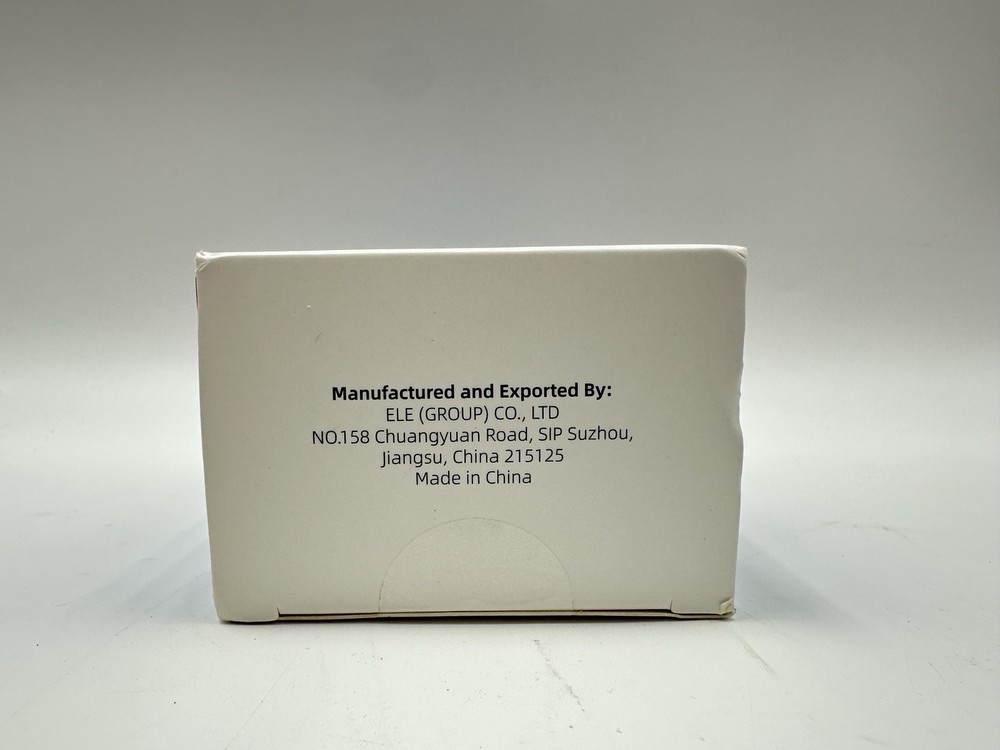 Manufactured and Exported By:
ELE (GROUP) CO., LTD
NO.158 Chuangyuan Road, SIP Suzhou,
Jiangsu, China 215125
Made in China